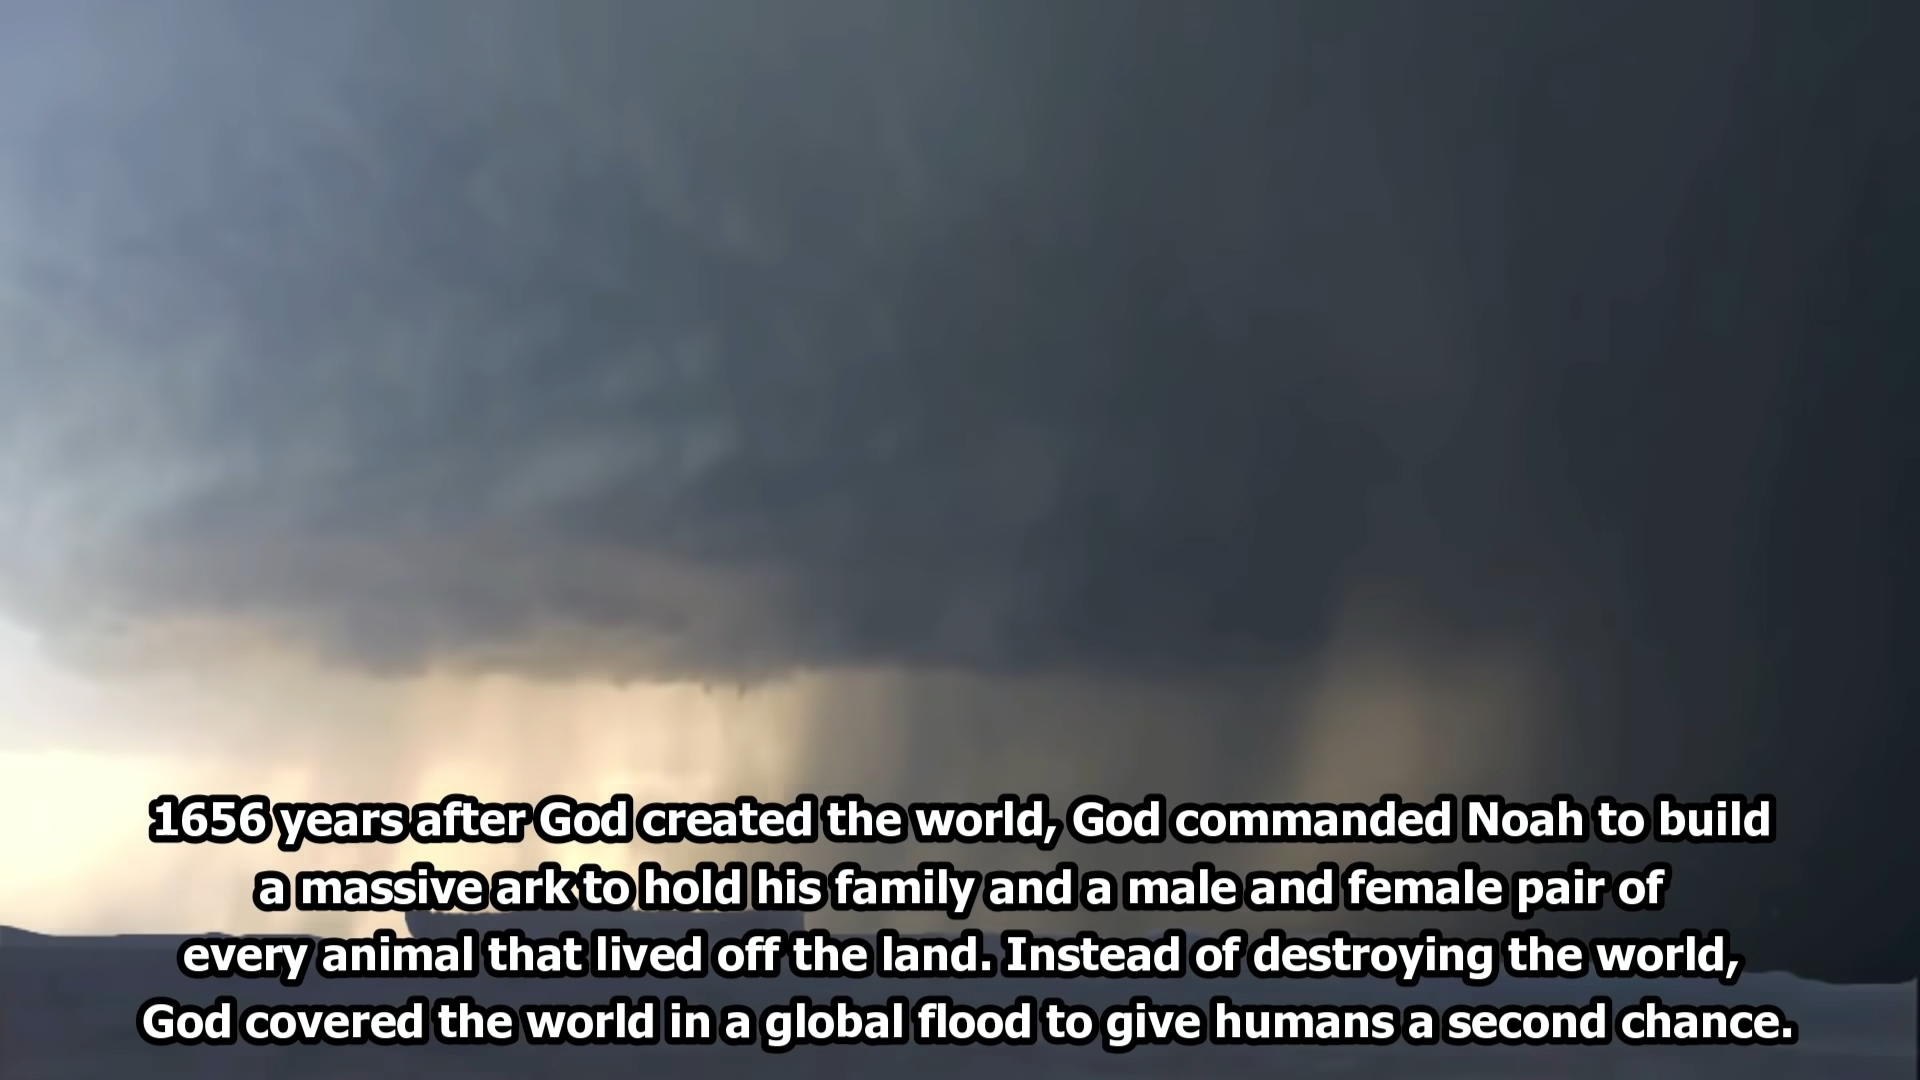 1656 years after God created the world, God commanded Noah to build
a massive ark to hold his family and a male and female pair of
every animal that lived off the land. Instead of destroying the world,
God covered the world in a global flood to give humans a second chance.